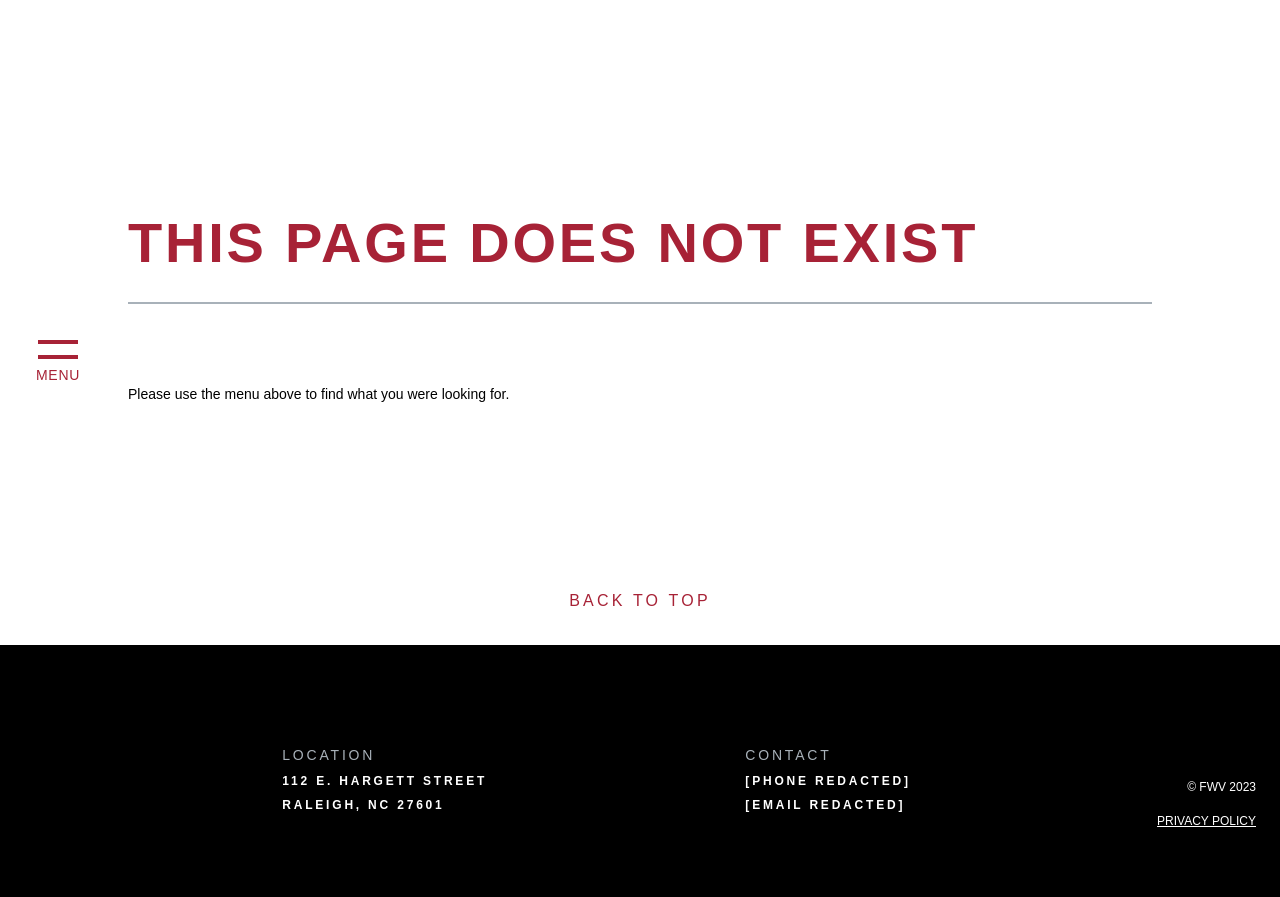 THIS PAGE DOES NOT EXIST
MENU
Please use the menu above to find what you were looking for.
BACK TO TOP
LOCATION
112 E. HARGETT STREET
RALEIGH, NC 27601
CONTACT
[PHONE REDACTED]
[EMAIL REDACTED]
© FWV 2023
PRIVACY POLICY